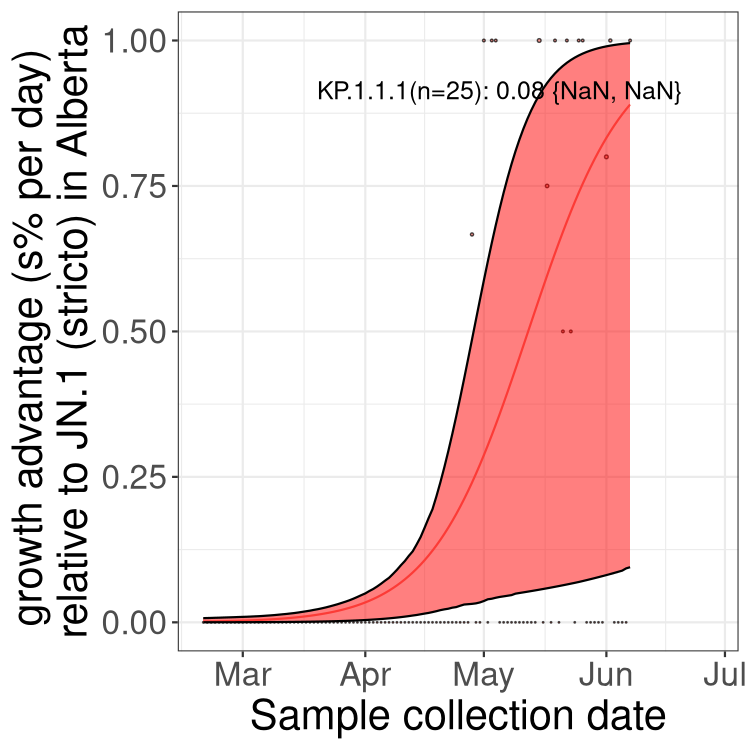 growth advantage (s% per day)
relative to JN.1 (stricto) in Alberta
1.00
0.75
0.50
0.25
0.00
KP.1.1.1(n=25): 0.08 {NaN, NaN}
Mar Apr May Jun Jul
Sample collection date